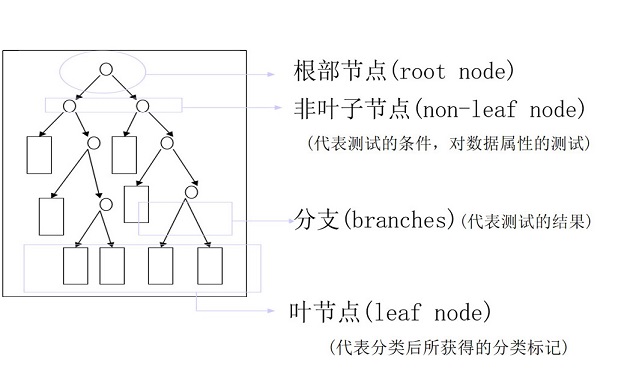 根部节点(root node)
非叶子节点(non-leaf node)
(代表测试的条件，对数据属性的测试)
分支(branches)(代表测试的结果)
叶节点(leaf node)
(代表分类后所获得的分类标记)